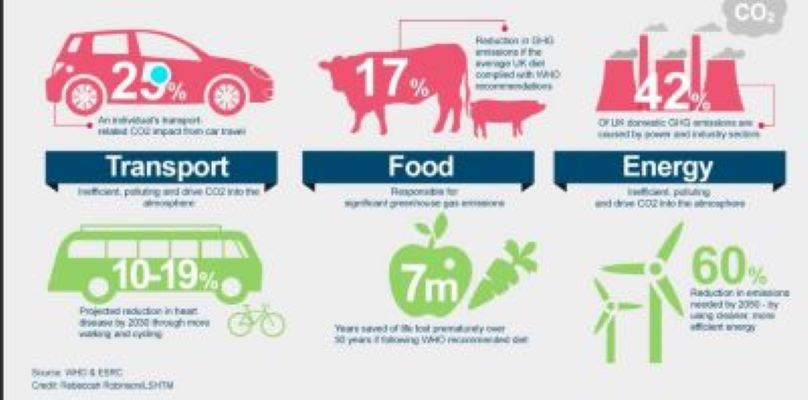 CO₂
%
An individual's transport-
related CO2 impact from car travel
17%
Reduction in GHG
emissions if the
average UK diet
complied with WHO
recommendations
42%
Of UK domestic GHG emissions are
caused by power and industry sectors
Transport
Inefficient, polluting and drive CO2 into the
atmosphere
Food
Responsible for
significant greenhouse gas emissions
Energy
Inefficient, polluting
and drive CO2 into the atmosphere
10-19%
Projected reduction in heart
disease by 2030 through more
walking and cycling
7m
Years saved of life lost prematurely over
30 years if following WHO recommended diet
60%
Reduction in emissions
needed by 2050 - by
using cleaner, more
efficient energy
Source: WHO & ESRC
Credit: Rebeccah Robinson/LSHTM